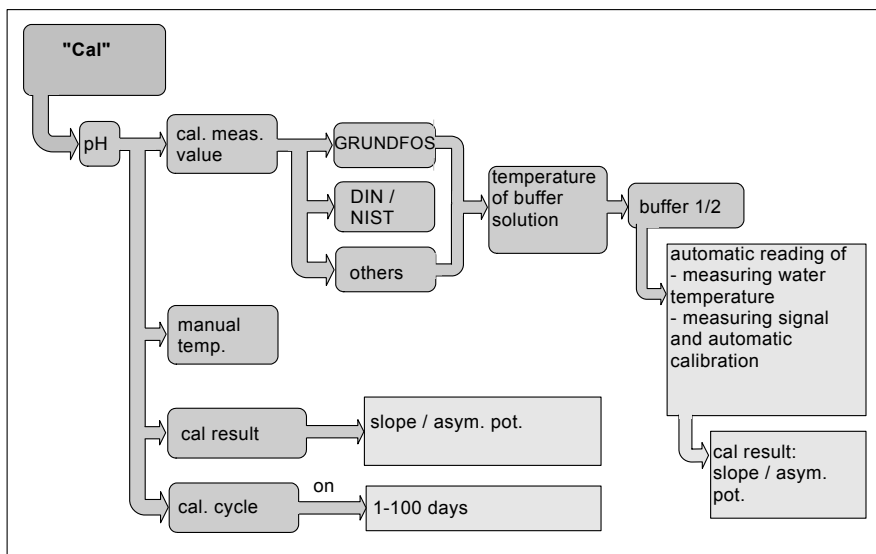 "Cal"
pH
cal. meas.
value
GRUNDFOS
DIN /
NIST
others
temperature
of buffer
solution
buffer 1/2
automatic reading of
- measuring water
temperature
- measuring signal
and automatic
calibration
manual
temp.
cal result
slope / asym. pot.
cal result:
slope / asym.
pot.
cal. cycle
on
1-100 days